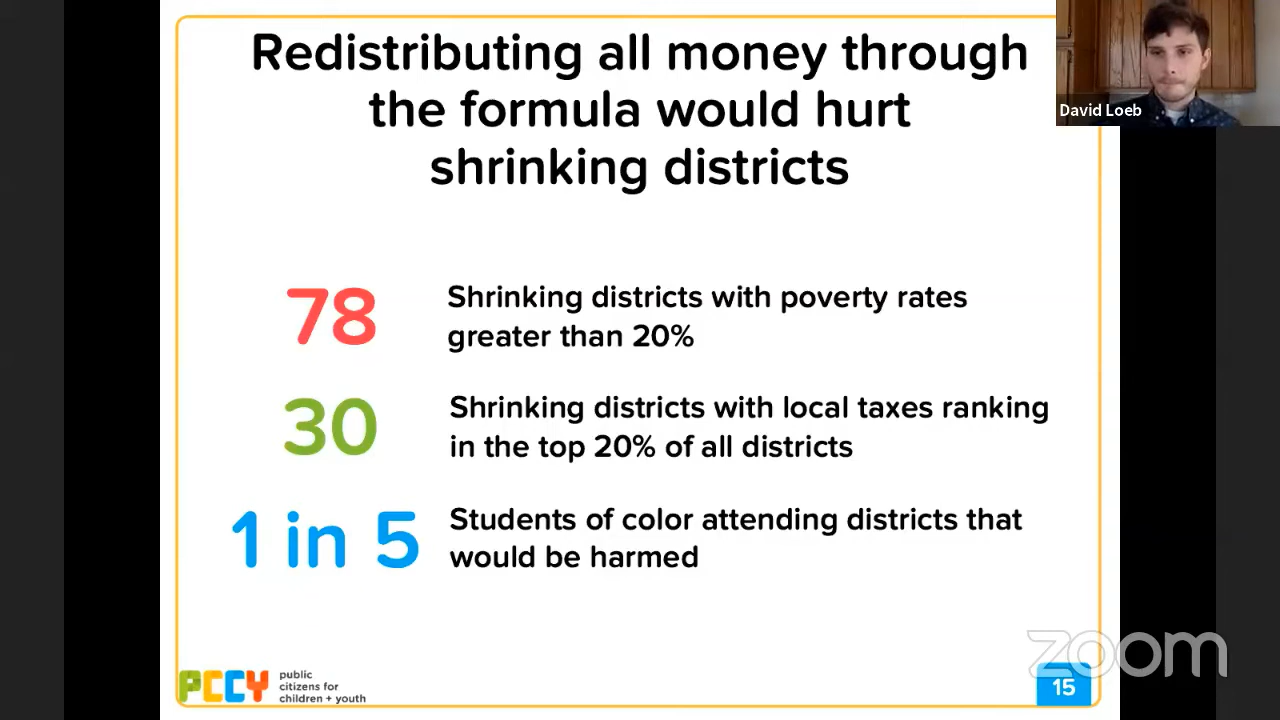 Redistributing all money through
the formula would hurt
shrinking districts
David Loeb
78
Shrinking districts with poverty rates
greater than 20%
30
Shrinking districts with local taxes ranking
in the top 20% of all districts
1 in 5
Students of color attending districts that
would be harmed
PCCY
public
citizens for
children + youth
zoom
15